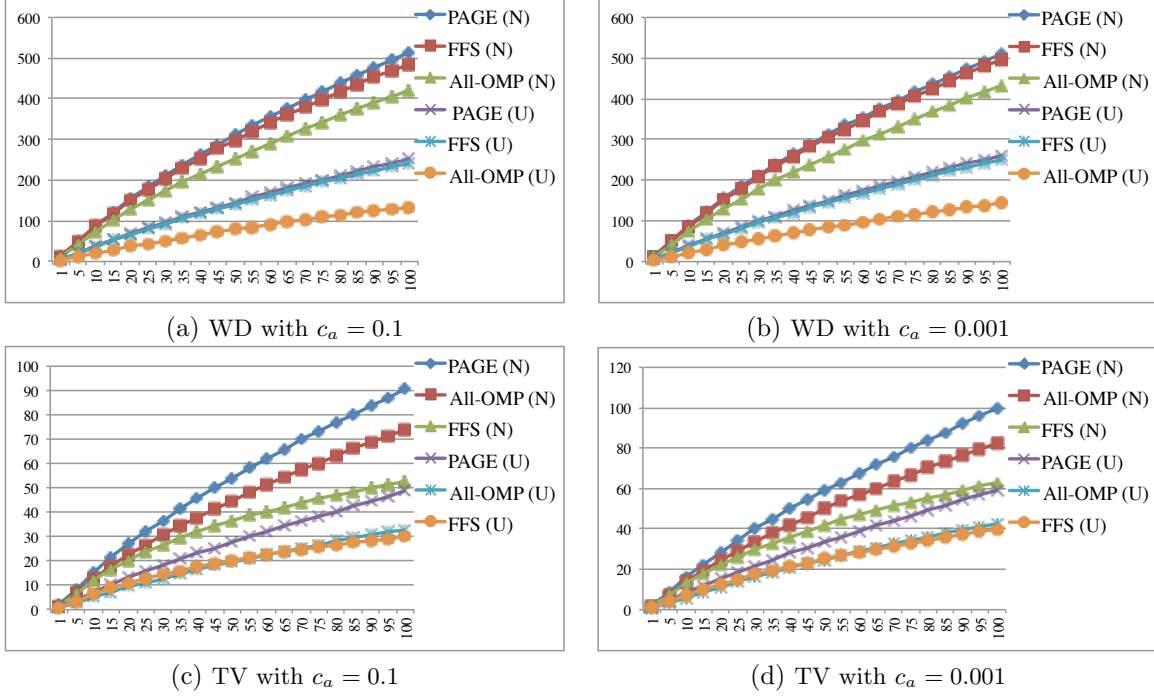 600
500
400
300
200
100
0
1 5 10 15 20 25 30 35 40 45 50 55 60 65 70 75 80 85 90 95 100
PAGE (N)
FFS (N)
All-OMP (N)
PAGE (U)
FFS (U)
All-OMP (U)
(a) WD with c_a = 0.1
600
500
400
300
200
100
0
1 5 10 15 20 25 30 35 40 45 50 55 60 65 70 75 80 85 90 95 100
PAGE (N)
FFS (N)
All-OMP (N)
PAGE (U)
FFS (U)
All-OMP (U)
(b) WD with c_a = 0.001
100
90
80
70
60
50
40
30
20
10
0
1 5 10 15 20 25 30 35 40 45 50 55 60 65 70 75 80 85 90 95 100
PAGE (N)
All-OMP (N)
FFS (N)
PAGE (U)
All-OMP (U)
FFS (U)
(c) TV with c_a = 0.1
120
100
80
60
40
20
0
1 5 10 15 20 25 30 35 40 45 50 55 60 65 70 75 80 85 90 95 100
PAGE (N)
All-OMP (N)
FFS (N)
PAGE (U)
All-OMP (U)
FFS (U)
(d) TV with c_a = 0.001